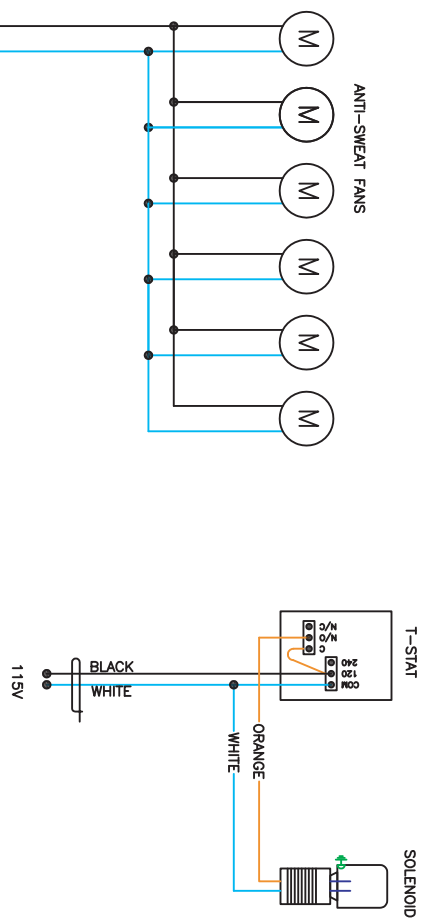 M
M
M
M
M
M
ANTI-SWEAT FANS
T-STAT
N/C
N/O
C
240
120
COM
BLACK
WHITE
115V
ORANGE
WHITE
SOLENOID